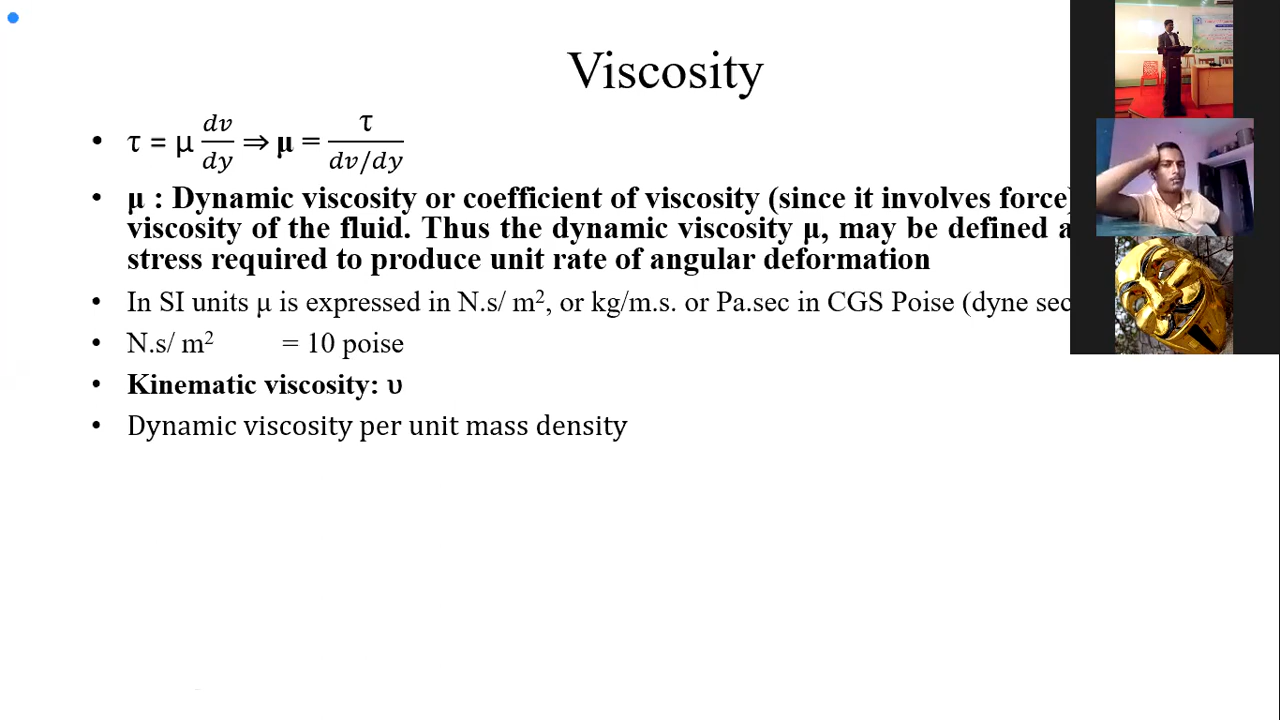 Viscosity
• τ = μ dv/dy ⇒ μ = τ/(dv/dy)
• μ : Dynamic viscosity or coefficient of viscosity (since it involves force)
viscosity of the fluid. Thus the dynamic viscosity μ, may be defined
stress required to produce unit rate of angular deformation
• In SI units μ is expressed in N.s/ m², or kg/m.s. or Pa.sec in CGS Poise (dyne sec
• N.s/ m² = 10 poise
• Kinematic viscosity: υ
• Dynamic viscosity per unit mass density